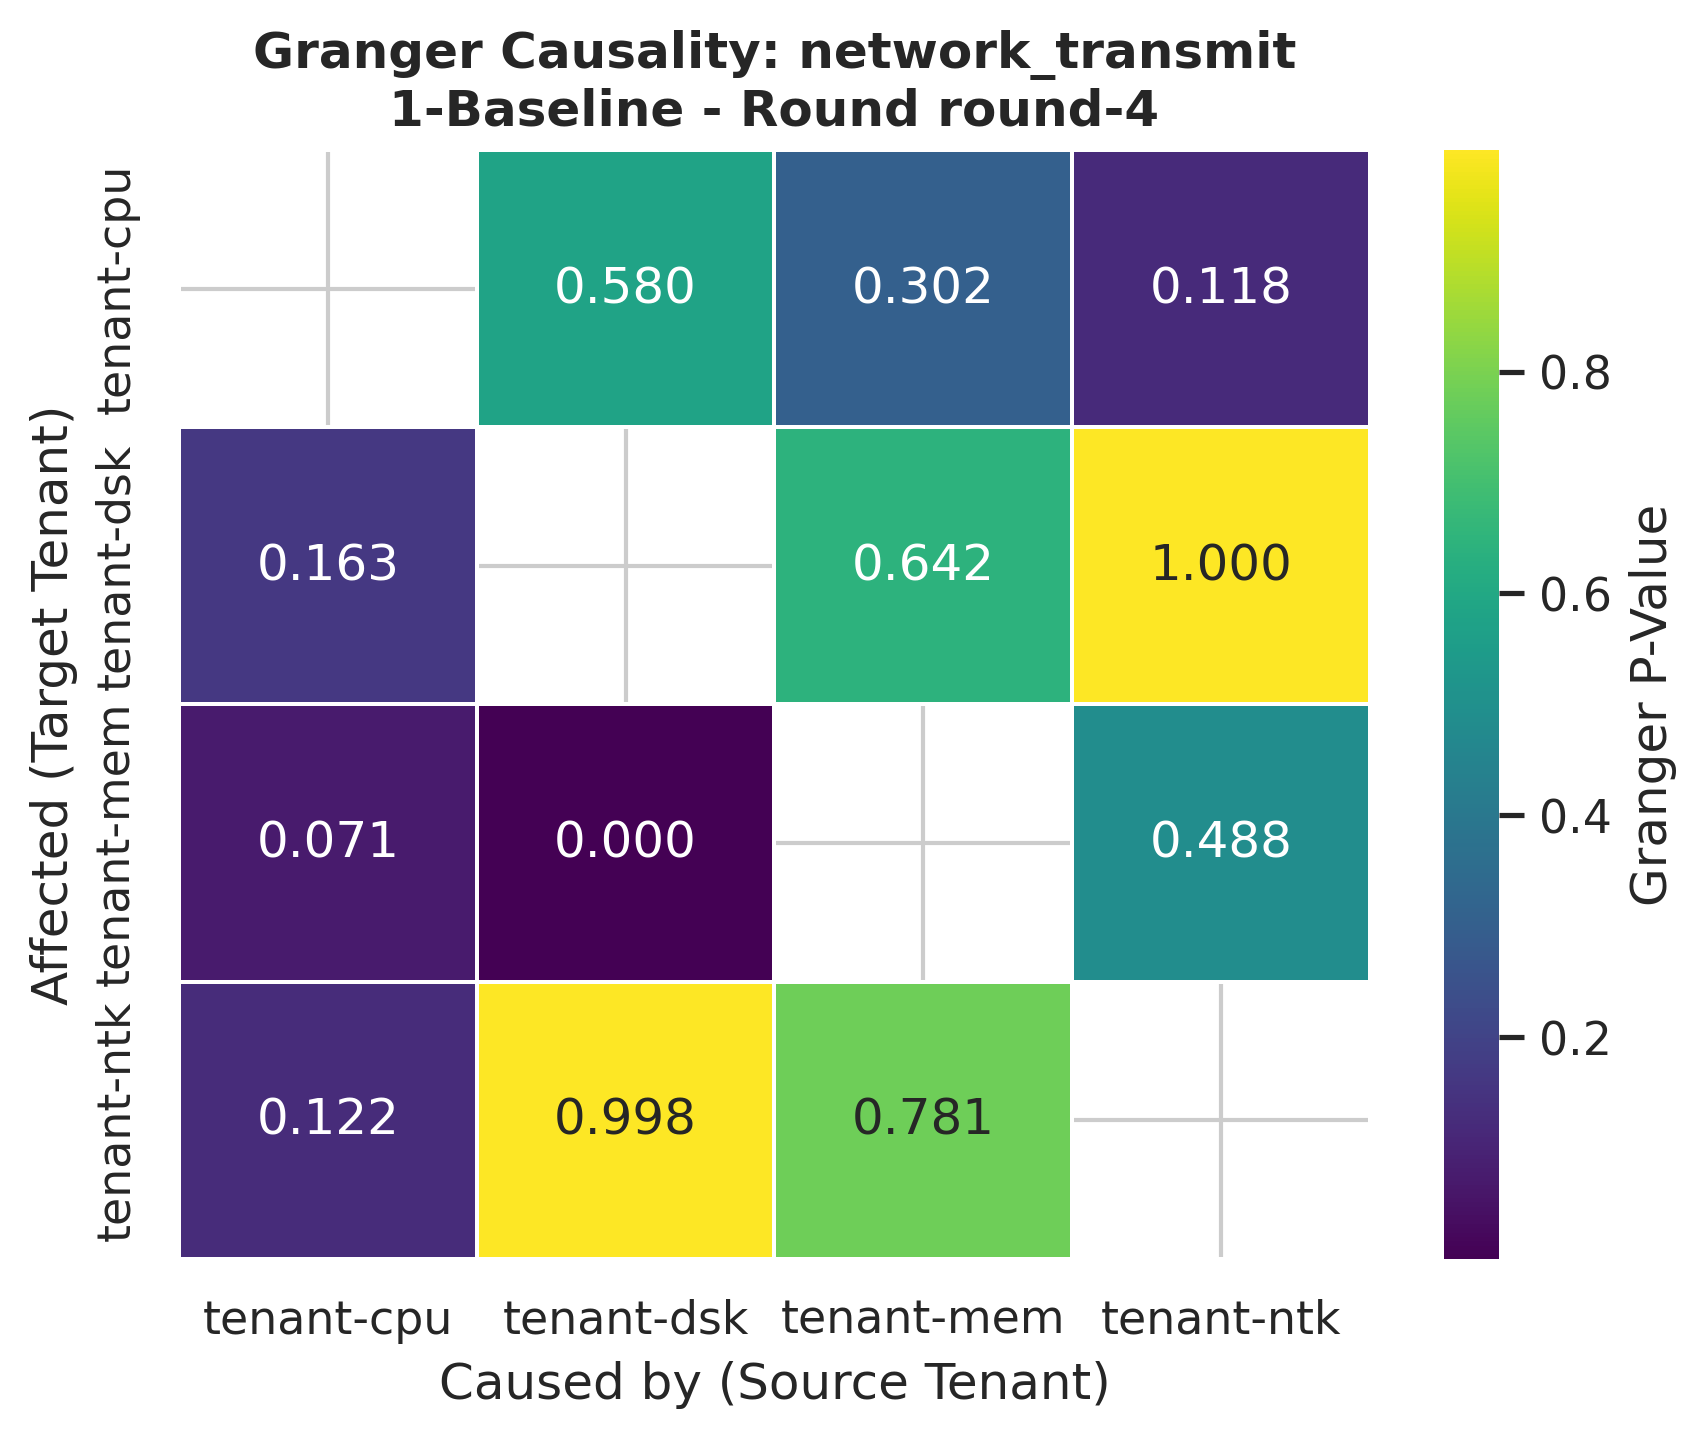 Granger Causality: network_transmit
1-Baseline - Round round-4
Affected (Target Tenant)
tenant-cpu
0.580
0.302
0.118
tenant-dsk
0.163
0.642
1.000
tenant-mem
0.071
0.000
0.488
tenant-ntk
0.122
0.998
0.781
tenant-cpu
tenant-dsk
tenant-mem
tenant-ntk
Caused by (Source Tenant)
0.8
0.6
0.4
0.2
Granger P-Value